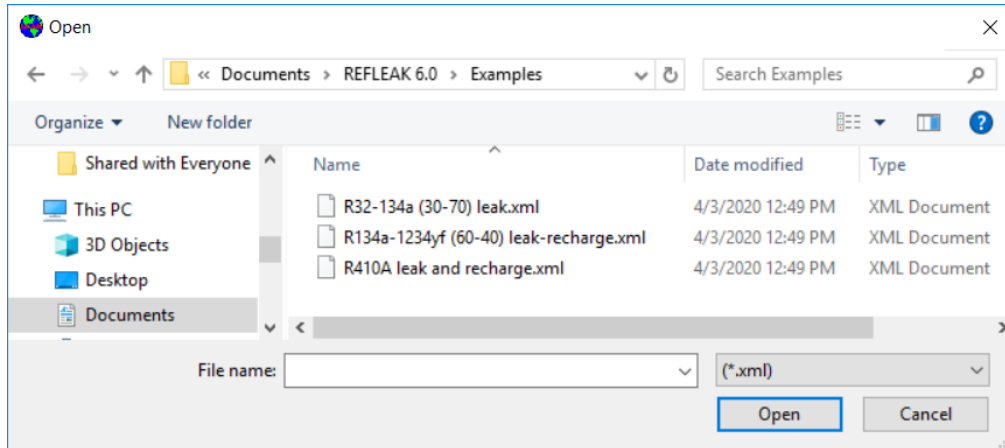 Open
« Documents > REFLEAK 6.0 > Examples
Search Examples
Organize
New folder
Shared with Everyone
This PC
3D Objects
Desktop
Documents
Name
Date modified
Type
R32-134a (30-70) leak.xml 4/3/2020 12:49 PM XML Document
R134a-1234yf (60-40) leak-recharge.xml 4/3/2020 12:49 PM XML Document
R410A leak and recharge.xml 4/3/2020 12:49 PM XML Document
File name:
(*.xml)
Open
Cancel